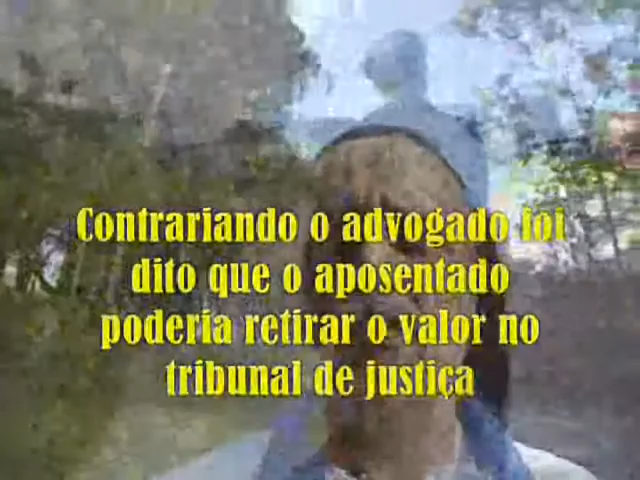 Contrariando o advogado foi
dito que o aposentado
poderia retirar o valor no
tribunal de justiça